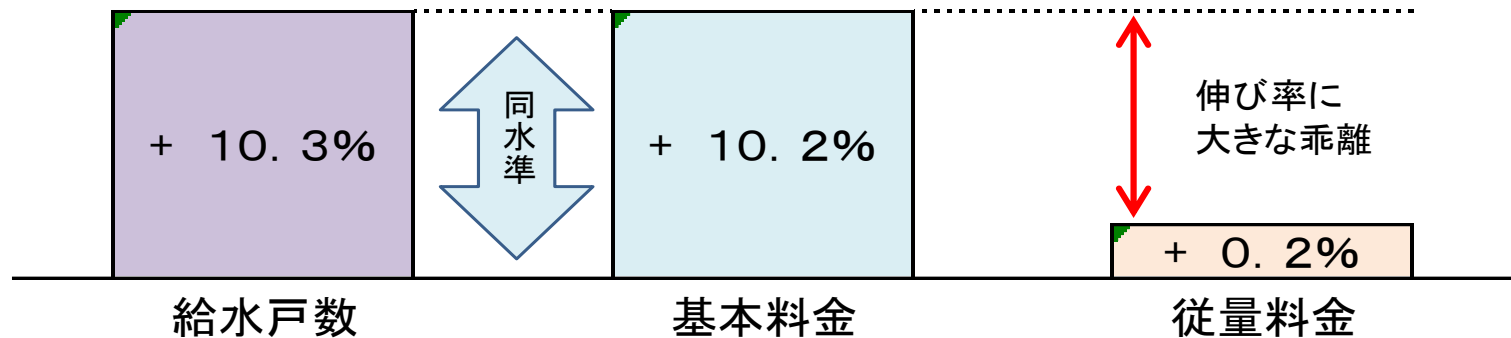 + 10. 3%
同水準
+ 10. 2%
伸び率に
大きな乖離
+ 0. 2%
給水戸数
基本料金
従量料金